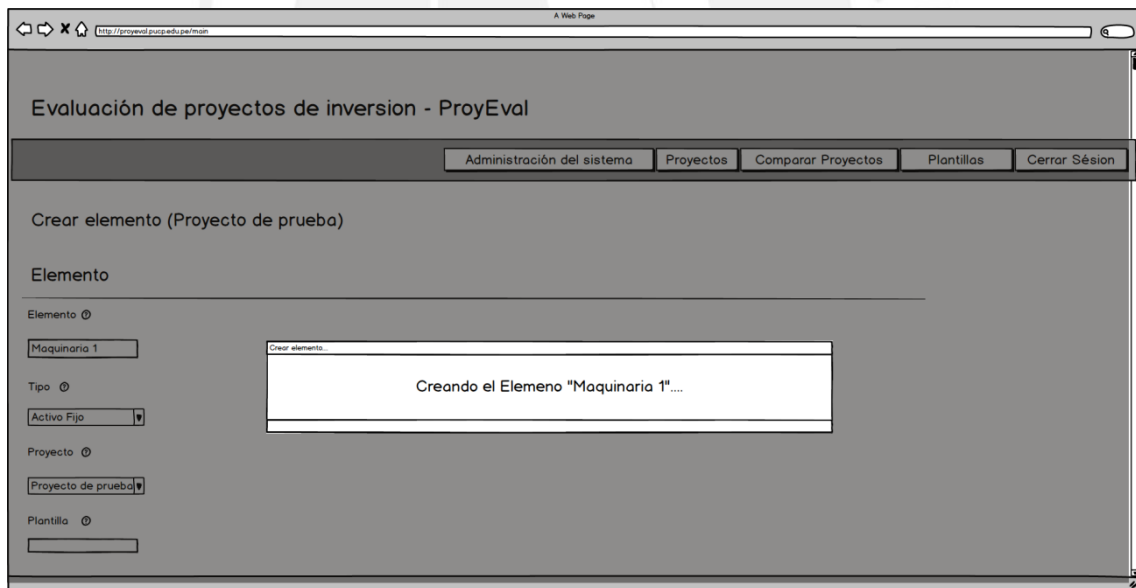 A Web Page
http://proyeval.pucp.edu.pe/main
Evaluación de proyectos de inversion - ProyEval
Administración del sistema Proyectos Comparar Proyectos Plantillas Cerrar Sésion
Crear elemento (Proyecto de prueba)
Elemento
Elemento ?
Maquinaria 1
Crear elemento...
Creando el Elemeno "Maquinaria 1"....
Tipo ?
Activo Fijo
Proyecto ?
Proyecto de prueba
Plantilla ?